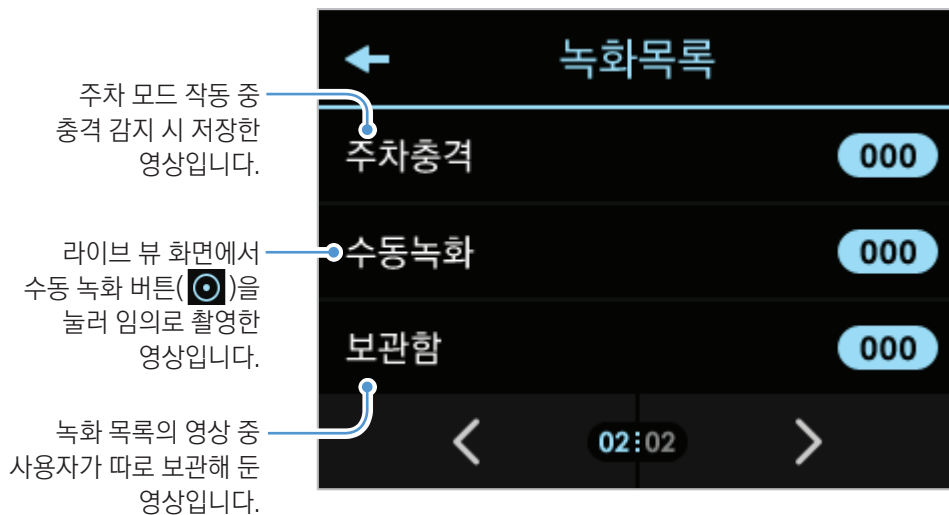 녹화목록
주차 모드 작동 중
충격 감지 시 저장한
영상입니다.
주차충격
000
라이브 뷰 화면에서
수동 녹화 버튼( )을
눌러 임의로 촬영한
영상입니다.
수동녹화
000
보관함
000
녹화 목록의 영상 중
사용자가 따로 보관해 둔
영상입니다.
02:02